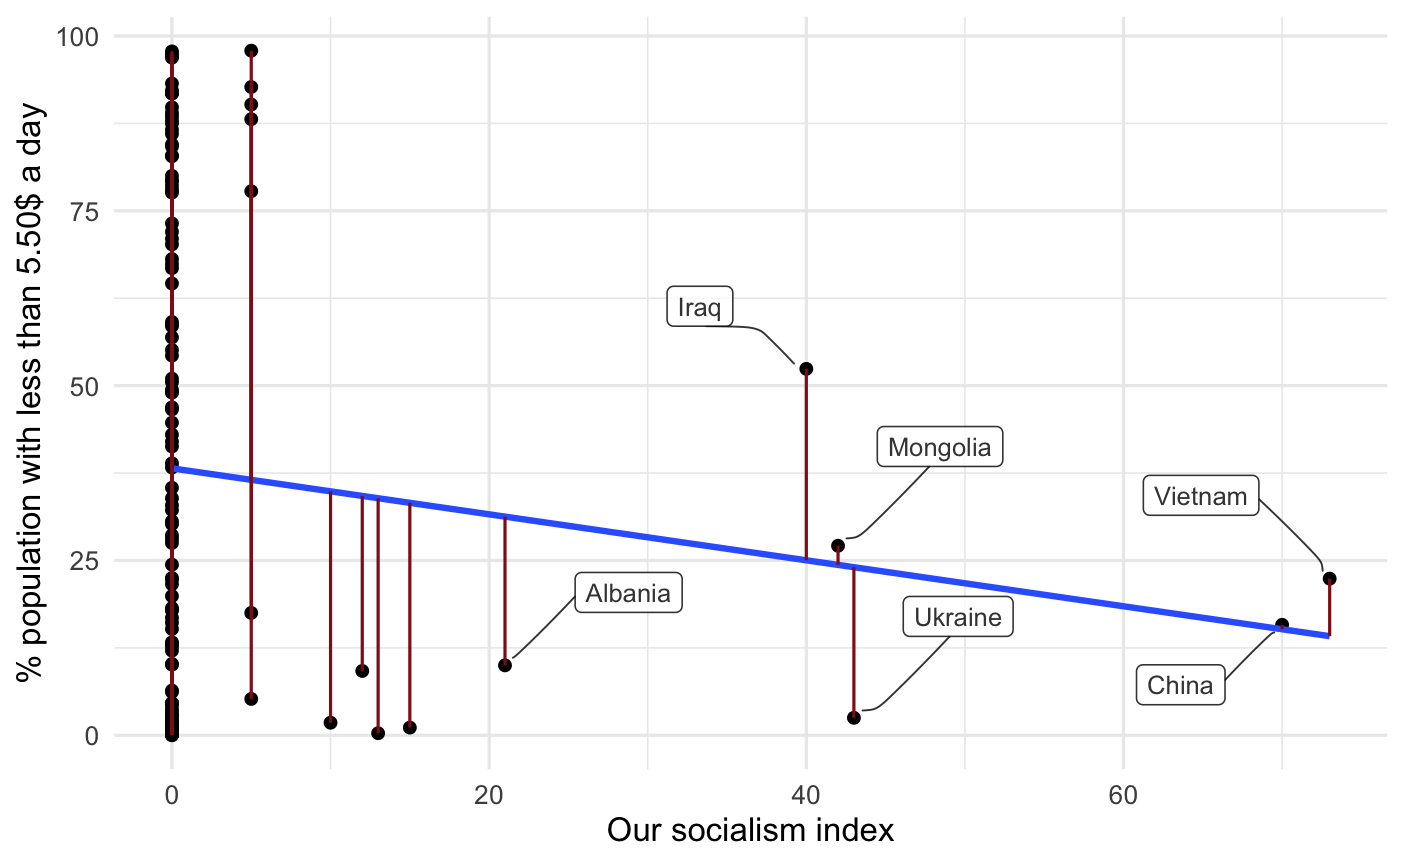 % population with less than 5.50$ a day
100
75
50
25
0
Iraq
Mongolia
Vietnam
Albania
Ukraine
China
0 20 40 60
Our socialism index